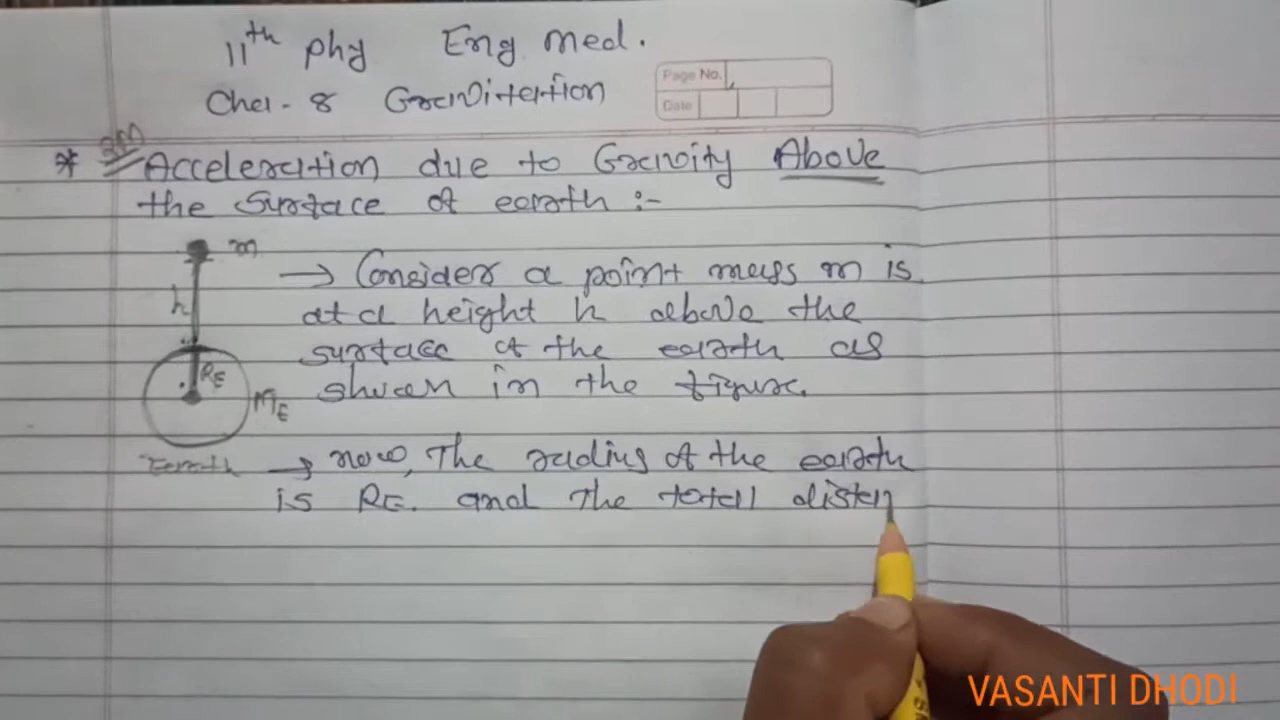 11th phy Eng Med.
Cha - 8 Gravitation
Page No.
Date
* 3M Acceleration due to Gravity Above
the Surface of earth :-
m
h
RE
ME
Earth
→ Consider a point mass m is
at a height h above the
surface of the earth as
shown in the figure.
→ now, The radius of the earth
is RE. and The total distan
VASANTI DHODI